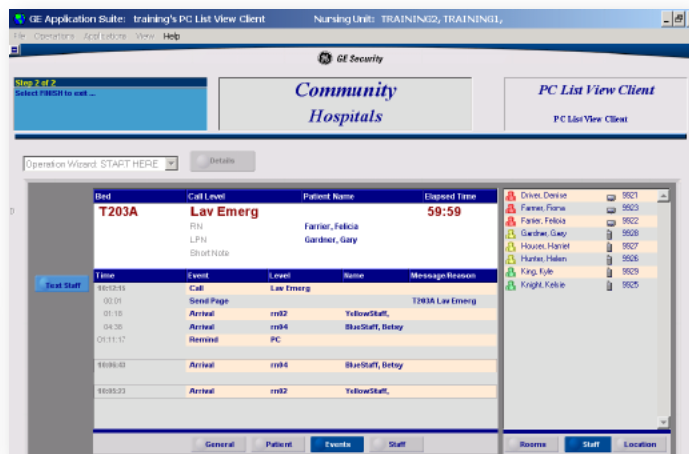 GE Application Suite: training's PC List View Client Nursing Unit: TRAINING2, TRAINING1,
File Operations Applications View Help
GE Security
Step 2 of 2
Select FINISH to exit ...
Community
Hospitals
PC List View Client
PC List View Client
Operation Wizard: START HERE
Details
Bed Call Level Patient Name Elapsed Time
T203A Lav Emerg 59:59
RN Farrier, Felicia
LPN Gardner, Gary
Short Note
Text Staff
Time Event Level Name Message/Reason
10:12:15 Call Lav Emerg
00:01 Send Page T203A Lav Emerg
01:18 Arrival rn02 YellowStaff,
04:38 Arrival rn04 BlueStaff, Betsy
01:11:17 Remind PC
10:06:43 Arrival rn04 BlueStaff, Betsy
10:05:23 Arrival rn02 YellowStaff,
General Patient Events Staff
Driver, Denise 9921
Farmer, Fiona 9923
Farrier, Felicia 9922
Gardner, Gary 9928
Houser, Harriet 9927
Hunter, Helen 9926
King, Kyle 9929
Knight, Kelsie 9925
Rooms Staff Location